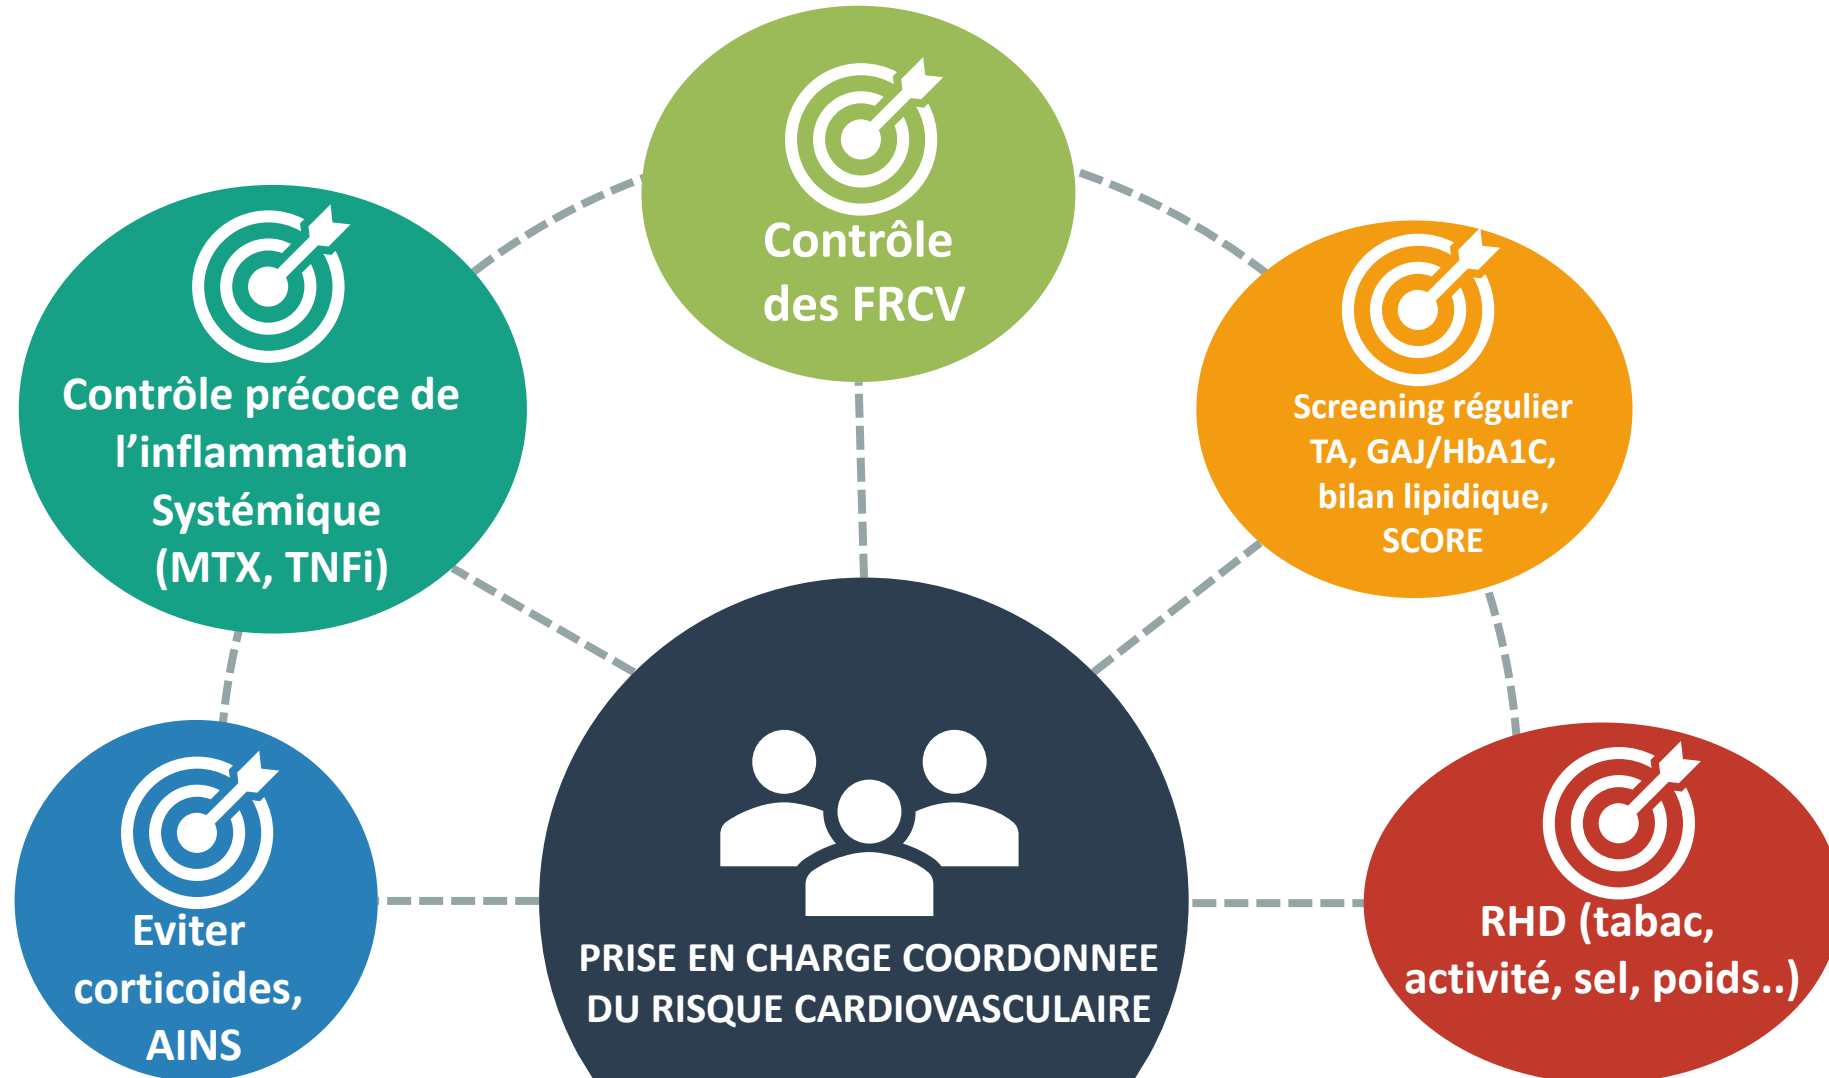 Contrôle
des FRCV
Contrôle précoce de
l’inflammation
Systémique
(MTX, TNFi)
Screening régulier
TA, GAJ/HbA1C,
bilan lipidique,
SCORE
Eviter
corticoides,
AINS
PRISE EN CHARGE COORDONNEE
DU RISQUE CARDIOVASCULAIRE
RHD (tabac,
activité, sel, poids..)